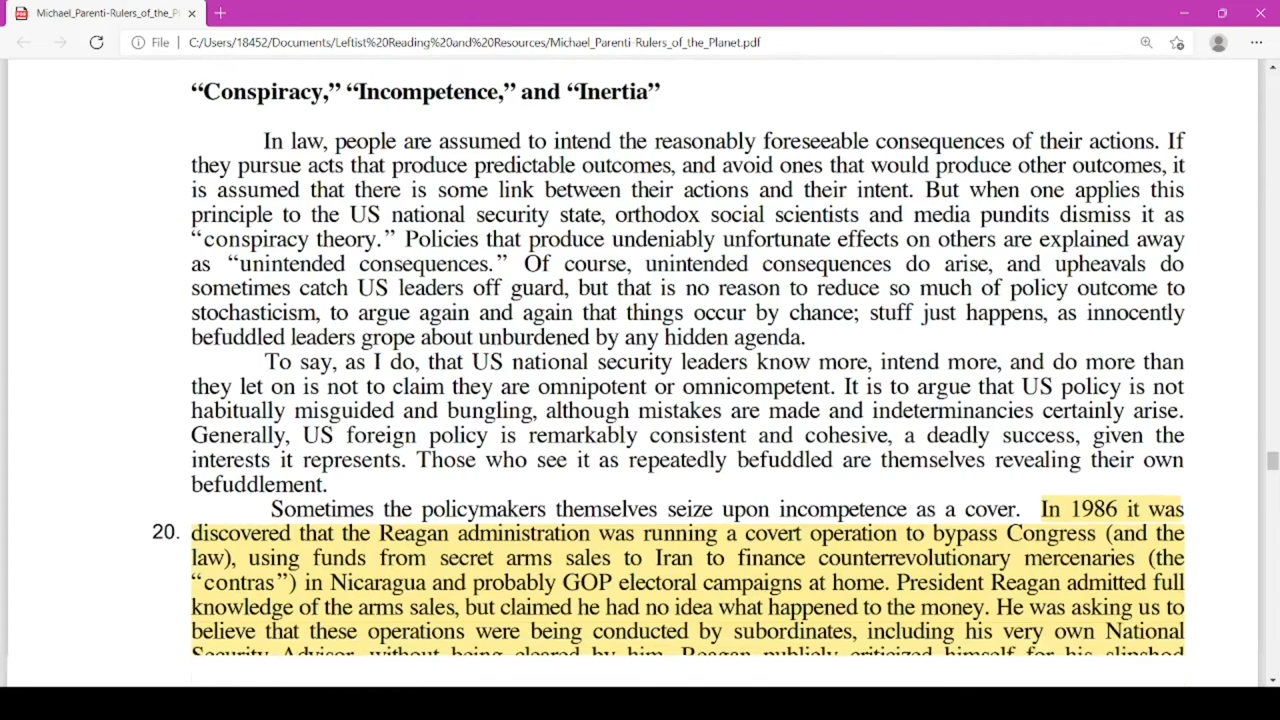 Michael_Parenti-Rulers_of_the_P
File
C:/Users/18452/Documents/Leftist%20Reading%20and%20Resources/Michael_Parenti-Rulers_of_the_Planet.pdf
“Conspiracy,” “Incompetence,” and “Inertia”
In law, people are assumed to intend the reasonably foreseeable consequences of their actions. If
they pursue acts that produce predictable outcomes, and avoid ones that would produce other outcomes, it
is assumed that there is some link between their actions and their intent. But when one applies this
principle to the US national security state, orthodox social scientists and media pundits dismiss it as
“conspiracy theory.” Policies that produce undeniably unfortunate effects on others are explained away
as “unintended consequences.” Of course, unintended consequences do arise, and upheavals do
sometimes catch US leaders off guard, but that is no reason to reduce so much of policy outcome to
stochasticism, to argue again and again that things occur by chance; stuff just happens, as innocently
befuddled leaders grope about unburdened by any hidden agenda.
To say, as I do, that US national security leaders know more, intend more, and do more than
they let on is not to claim they are omnipotent or omnicompetent. It is to argue that US policy is not
habitually misguided and bungling, although mistakes are made and indeterminancies certainly arise.
Generally, US foreign policy is remarkably consistent and cohesive, a deadly success, given the
interests it represents. Those who see it as repeatedly befuddled are themselves revealing their own
befuddlement.
Sometimes the policymakers themselves seize upon incompetence as a cover. In 1986 it was
20. discovered that the Reagan administration was running a covert operation to bypass Congress (and the
law), using funds from secret arms sales to Iran to finance counterrevolutionary mercenaries (the
“contras”) in Nicaragua and probably GOP electoral campaigns at home. President Reagan admitted full
knowledge of the arms sales, but claimed he had no idea what happened to the money. He was asking us to
believe that these operations were being conducted by subordinates, including his very own National
Security Advisor, without being cleared by him. Reagan publicly criticized himself for his slipshod